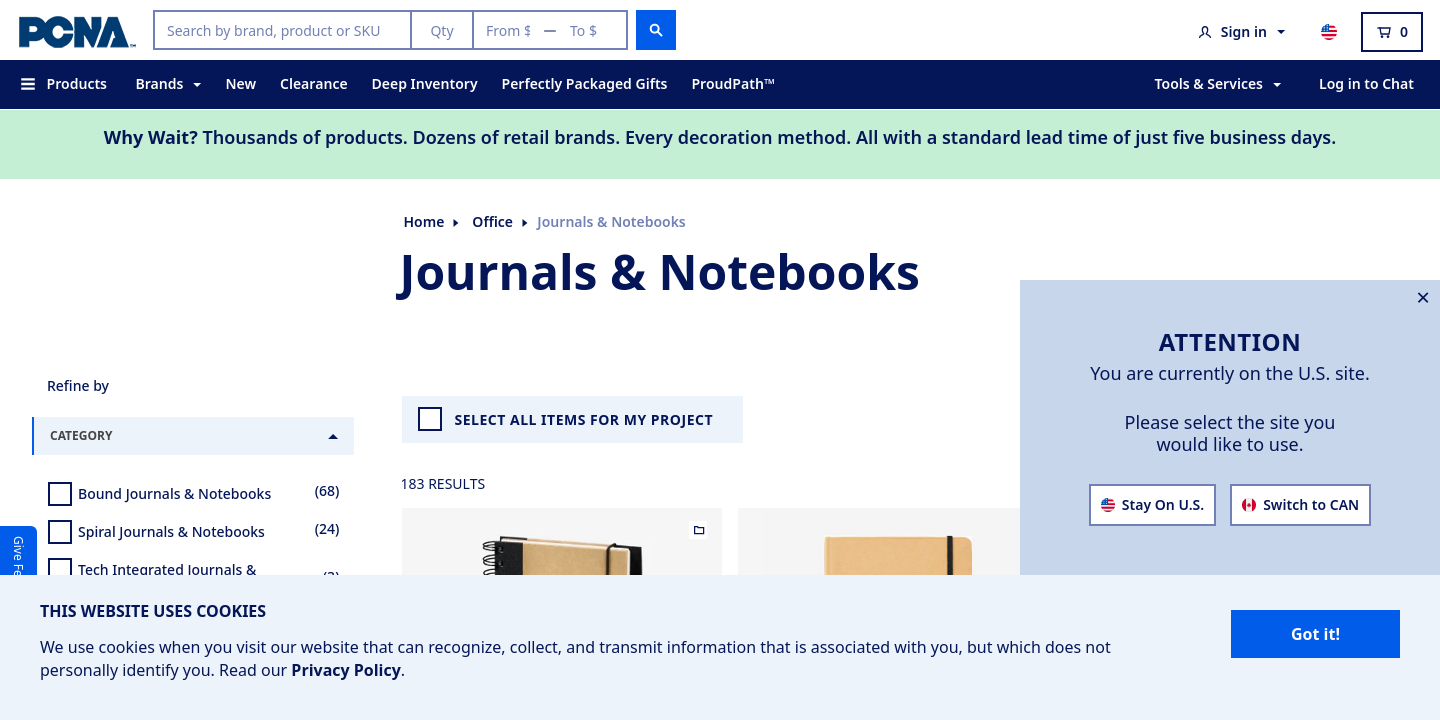 PCNA™
Search by brand, product or SKU
Qty
From $
—
To $
Sign in
0
Products
Brands
New
Clearance
Deep Inventory
Perfectly Packaged Gifts
ProudPath™
Tools & Services
Log in to Chat
Why Wait? Thousands of products. Dozens of retail brands. Every decoration method. All with a standard lead time of just five business days.
Home
Office
Journals & Notebooks
Journals & Notebooks
ATTENTION
You are currently on the U.S. site.
Please select the site you
would like to use.
Stay On U.S.
Switch to CAN
Refine by
CATEGORY
Bound Journals & Notebooks
(68)
Spiral Journals & Notebooks
(24)
Tech Integrated Journals &
SELECT ALL ITEMS FOR MY PROJECT
183 RESULTS
Give
THIS WEBSITE USES COOKIES
We use cookies when you visit our website that can recognize, collect, and transmit information that is associated with you, but which does not
personally identify you. Read our Privacy Policy.
Got it!